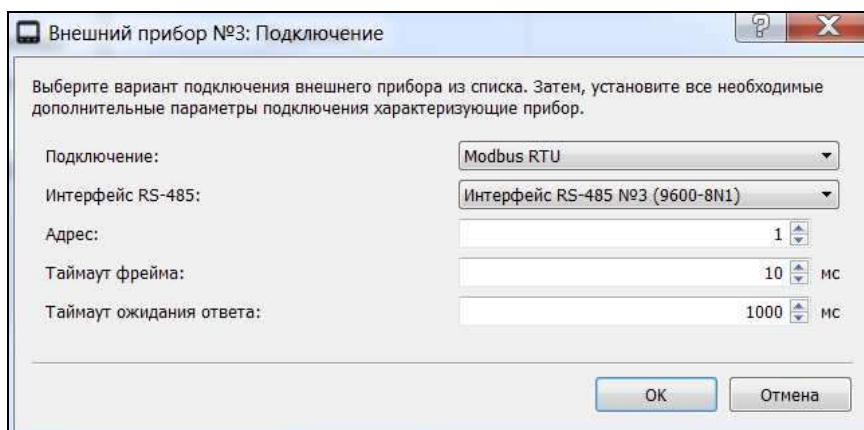 Внешний прибор №3: Подключение
Выберите вариант подключения внешнего прибора из списка. Затем, установите все необходимые
дополнительные параметры подключения характеризующие прибор.
Подключение: Modbus RTU
Интерфейс RS-485: Интерфейс RS-485 №3 (9600-8N1)
Адрес: 1
Таймаут фрейма: 10 мс
Таймаут ожидания ответа: 1000 мс
OK Отмена